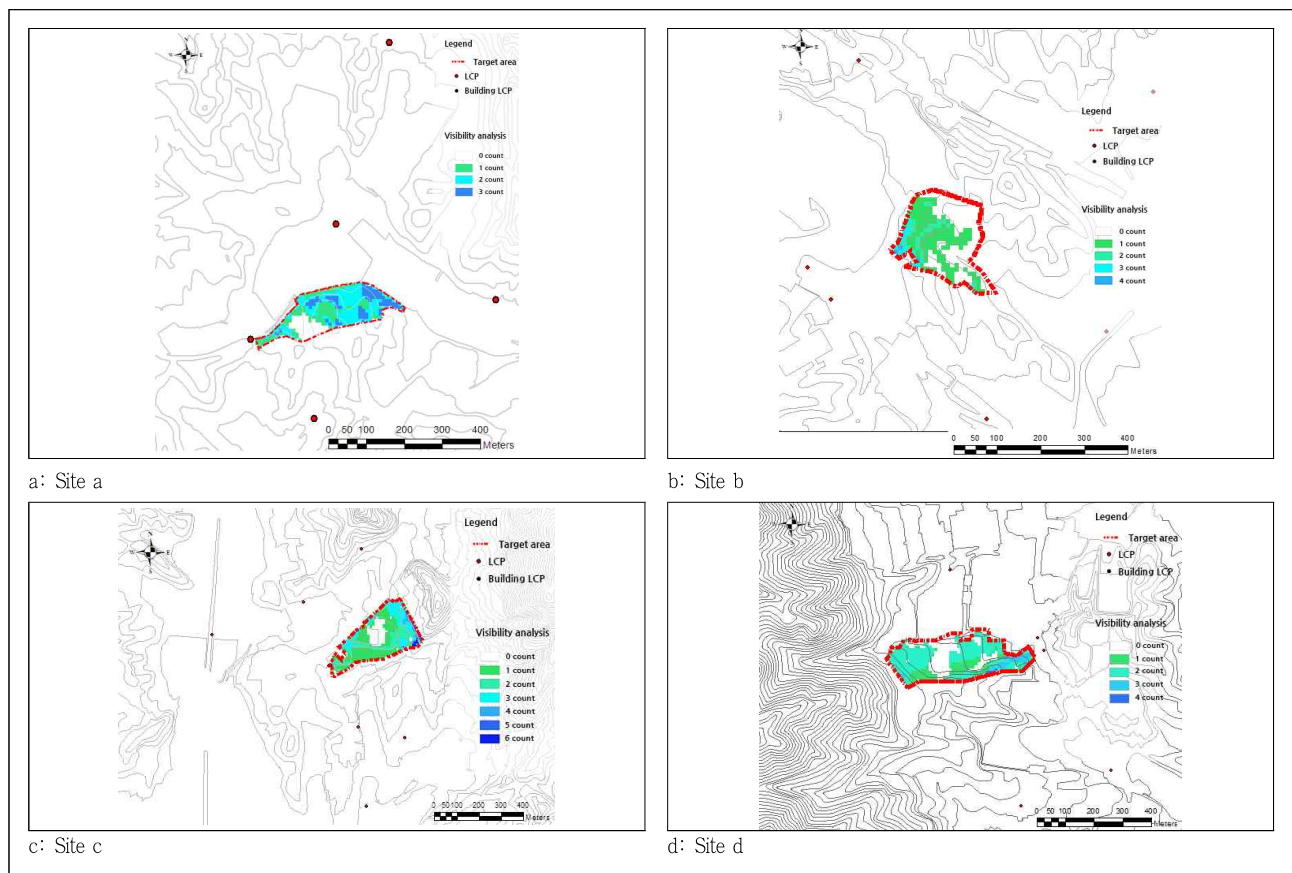 N
W E
S
Legend
Target area
LCP
Building LCP
Visibility analysis
0 count
1 count
2 count
3 count
0 50 100 200 300 400
Meters
a: Site a
W E
S
Legend
Target area
LCP
Building LCP
Visibility analysis
0 count
1 count
2 count
3 count
4 count
0 50 100 200 300 400
Meters
b: Site b
N
W E
S
Legend
Target area
LCP
Building LCP
Visibility analysis
0 count
1 count
2 count
3 count
4 count
5 count
6 count
0 50 100 200 300 400
Meters
c: Site c
W E
S
Legend
Target area
LCP
Building LCP
Visibility analysis
0 count
1 count
2 count
3 count
4 count
0 50 100 200 300 400
Meters
d: Site d